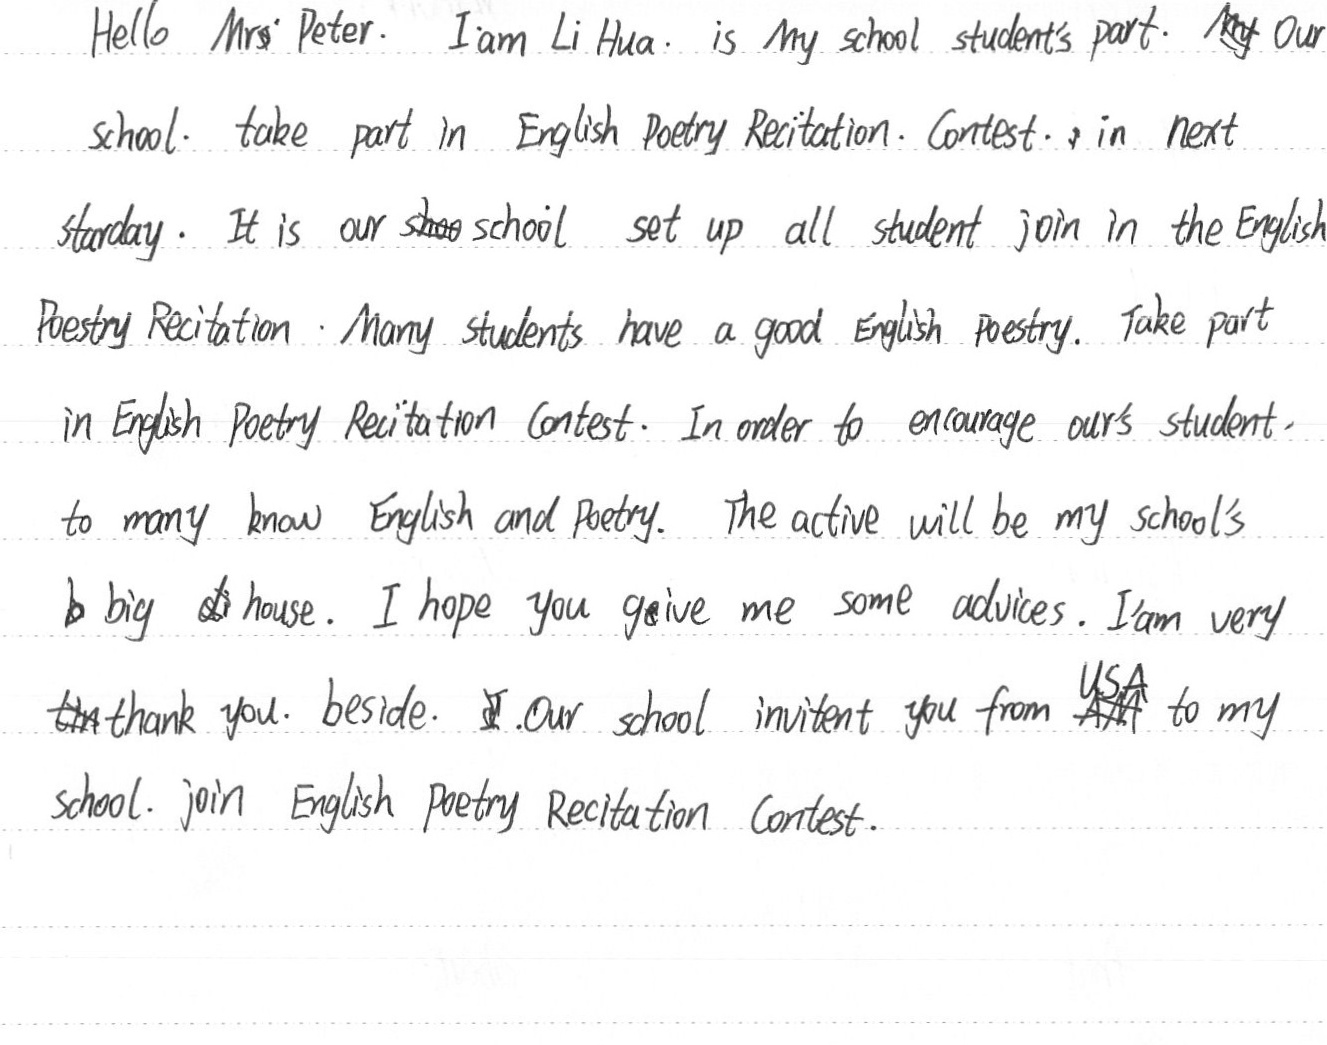 Hello Mrs Peter. I'am Li Hua. is My school student's part. Our
school. take part in English Poetry Recitation. Contest. , in next
starday. It is our school set up all student join in the English
Poestry Recitation. Many students have a good English Poestry. Take part
in English Poetry Recitation Contest. In order to encourage our's student.
to many know English and Poetry. The active will be my school's
big house. I hope you give me some advices. I'am very
thank you. beside. Our school invitent you from USA to my
school. join English Poetry Recitation Contest.